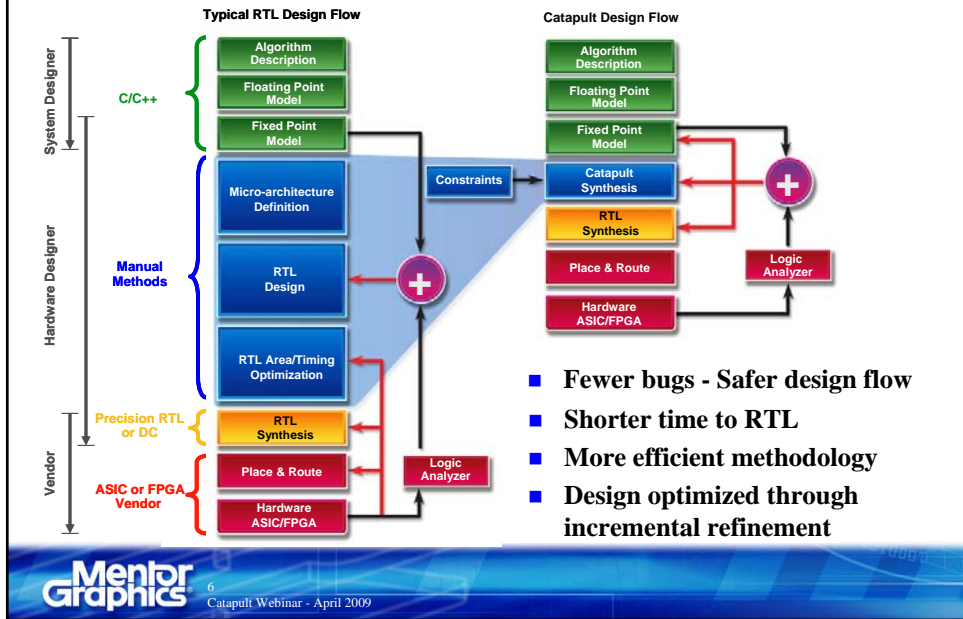 Typical RTL Design Flow
System Designer
Hardware Designer
Vendor
C/C++
Manual
Methods
Precision RTL
or DC
ASIC or FPGA
Vendor
Algorithm
Description
Floating Point
Model
Fixed Point
Model
Micro-architecture
Definition
RTL
Design
RTL Area/Timing
Optimization
RTL
Synthesis
Place & Route
Hardware
ASIC/FPGA
+
Logic
Analyzer
Catapult Design Flow
Algorithm
Description
Floating Point
Model
Fixed Point
Model
Constraints
Catapult
Synthesis
RTL
Synthesis
Place & Route
Hardware
ASIC/FPGA
+
Logic
Analyzer
Fewer bugs - Safer design flow
Shorter time to RTL
More efficient methodology
Design optimized through
incremental refinement
Mentor
Graphics
6
Catapult Webinar - April 2009